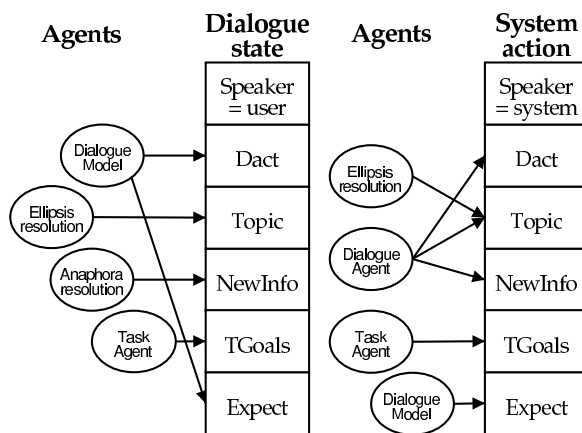 Agents
Dialogue
state
Speaker
= user
Dialogue
Model
Dact
Ellipsis
resolution
Topic
Anaphora
resolution
NewInfo
Task
Agent
TGoals
Expect
Agents
System
action
Speaker
= system
Dact
Ellipsis
resolution
Topic
Dialogue
Agent
NewInfo
Task
Agent
TGoals
Dialogue
Model
Expect